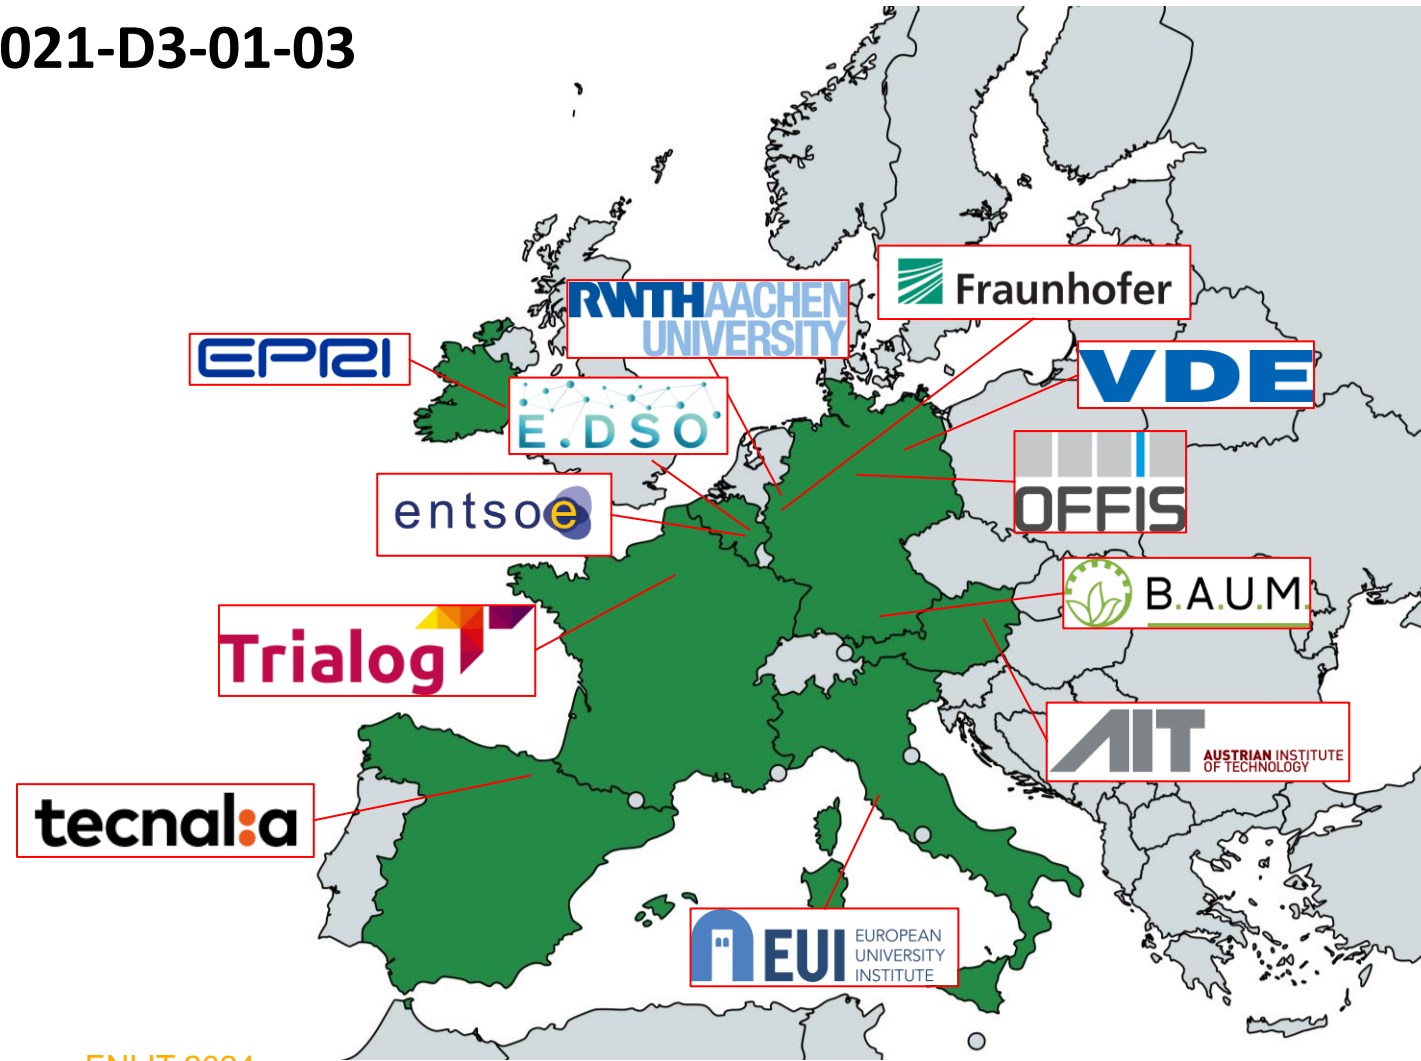 021-D3-01-03
Fraunhofer
RWTHAACHEN
UNIVERSITY
EPRI
VDE
E.DSO
OFFIS
entsoe
B.A.U.M.
Trialog
AIT
AUSTRIAN INSTITUTE
OF TECHNOLOGY
tecnal:a
EUI
EUROPEAN
UNIVERSITY
INSTITUTE